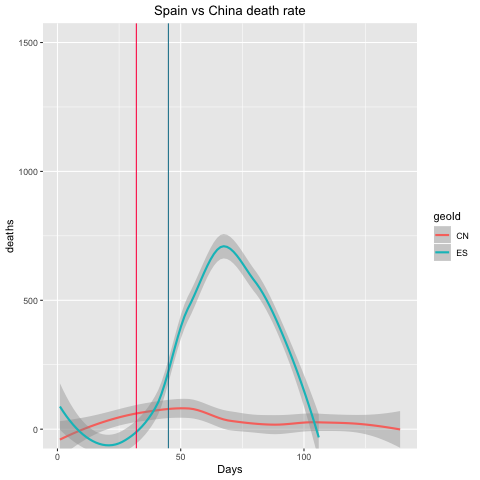 Spain vs China death rate
1500
1000
500
0
deaths
0 50 100
Days
geoId
CN
ES